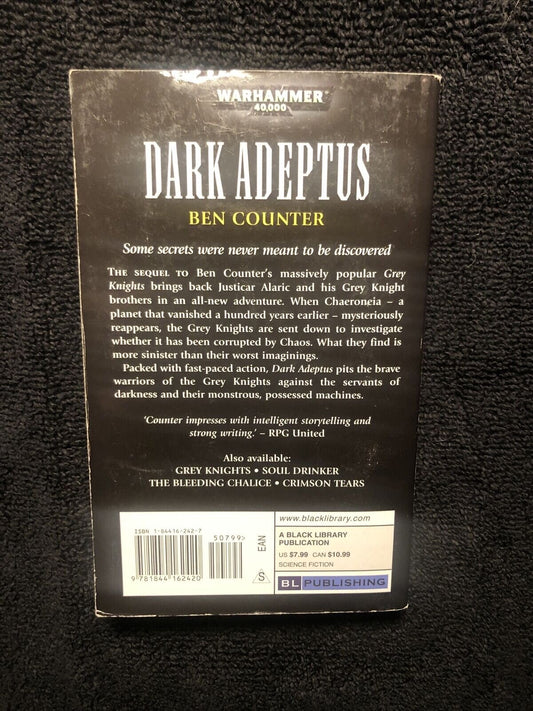 WARHAMMER
40,000
DARK ADEPTUS
BEN COUNTER
Some secrets were never meant to be discovered
THE SEQUEL TO Ben Counter's massively popular Grey
Knights brings back Justicar Alaric and his Grey Knight
brothers in an all-new adventure. When Chaeroneia – a
planet that vanished a hundred years earlier – mysteriously
reappears, the Grey Knights are sent down to investigate
whether it has been corrupted by Chaos. What they find is
more sinister than their worst imaginings.
Packed with fast-paced action, Dark Adeptus pits the brave
warriors of the Grey Knights against the servants of
darkness and their monstrous, possessed machines.
'Counter impresses with intelligent storytelling and
strong writing.' – RPG United
Also available:
GREY KNIGHTS • SOUL DRINKER
THE BLEEDING CHALICE • CRIMSON TEARS
ISBN 1-84416-242-7
50799>
EAN
S
9 781844 162420
www.blacklibrary.com
A BLACK LIBRARY
PUBLICATION
US $7.99 CAN $10.99
SCIENCE FICTION
BL PUBLISHING